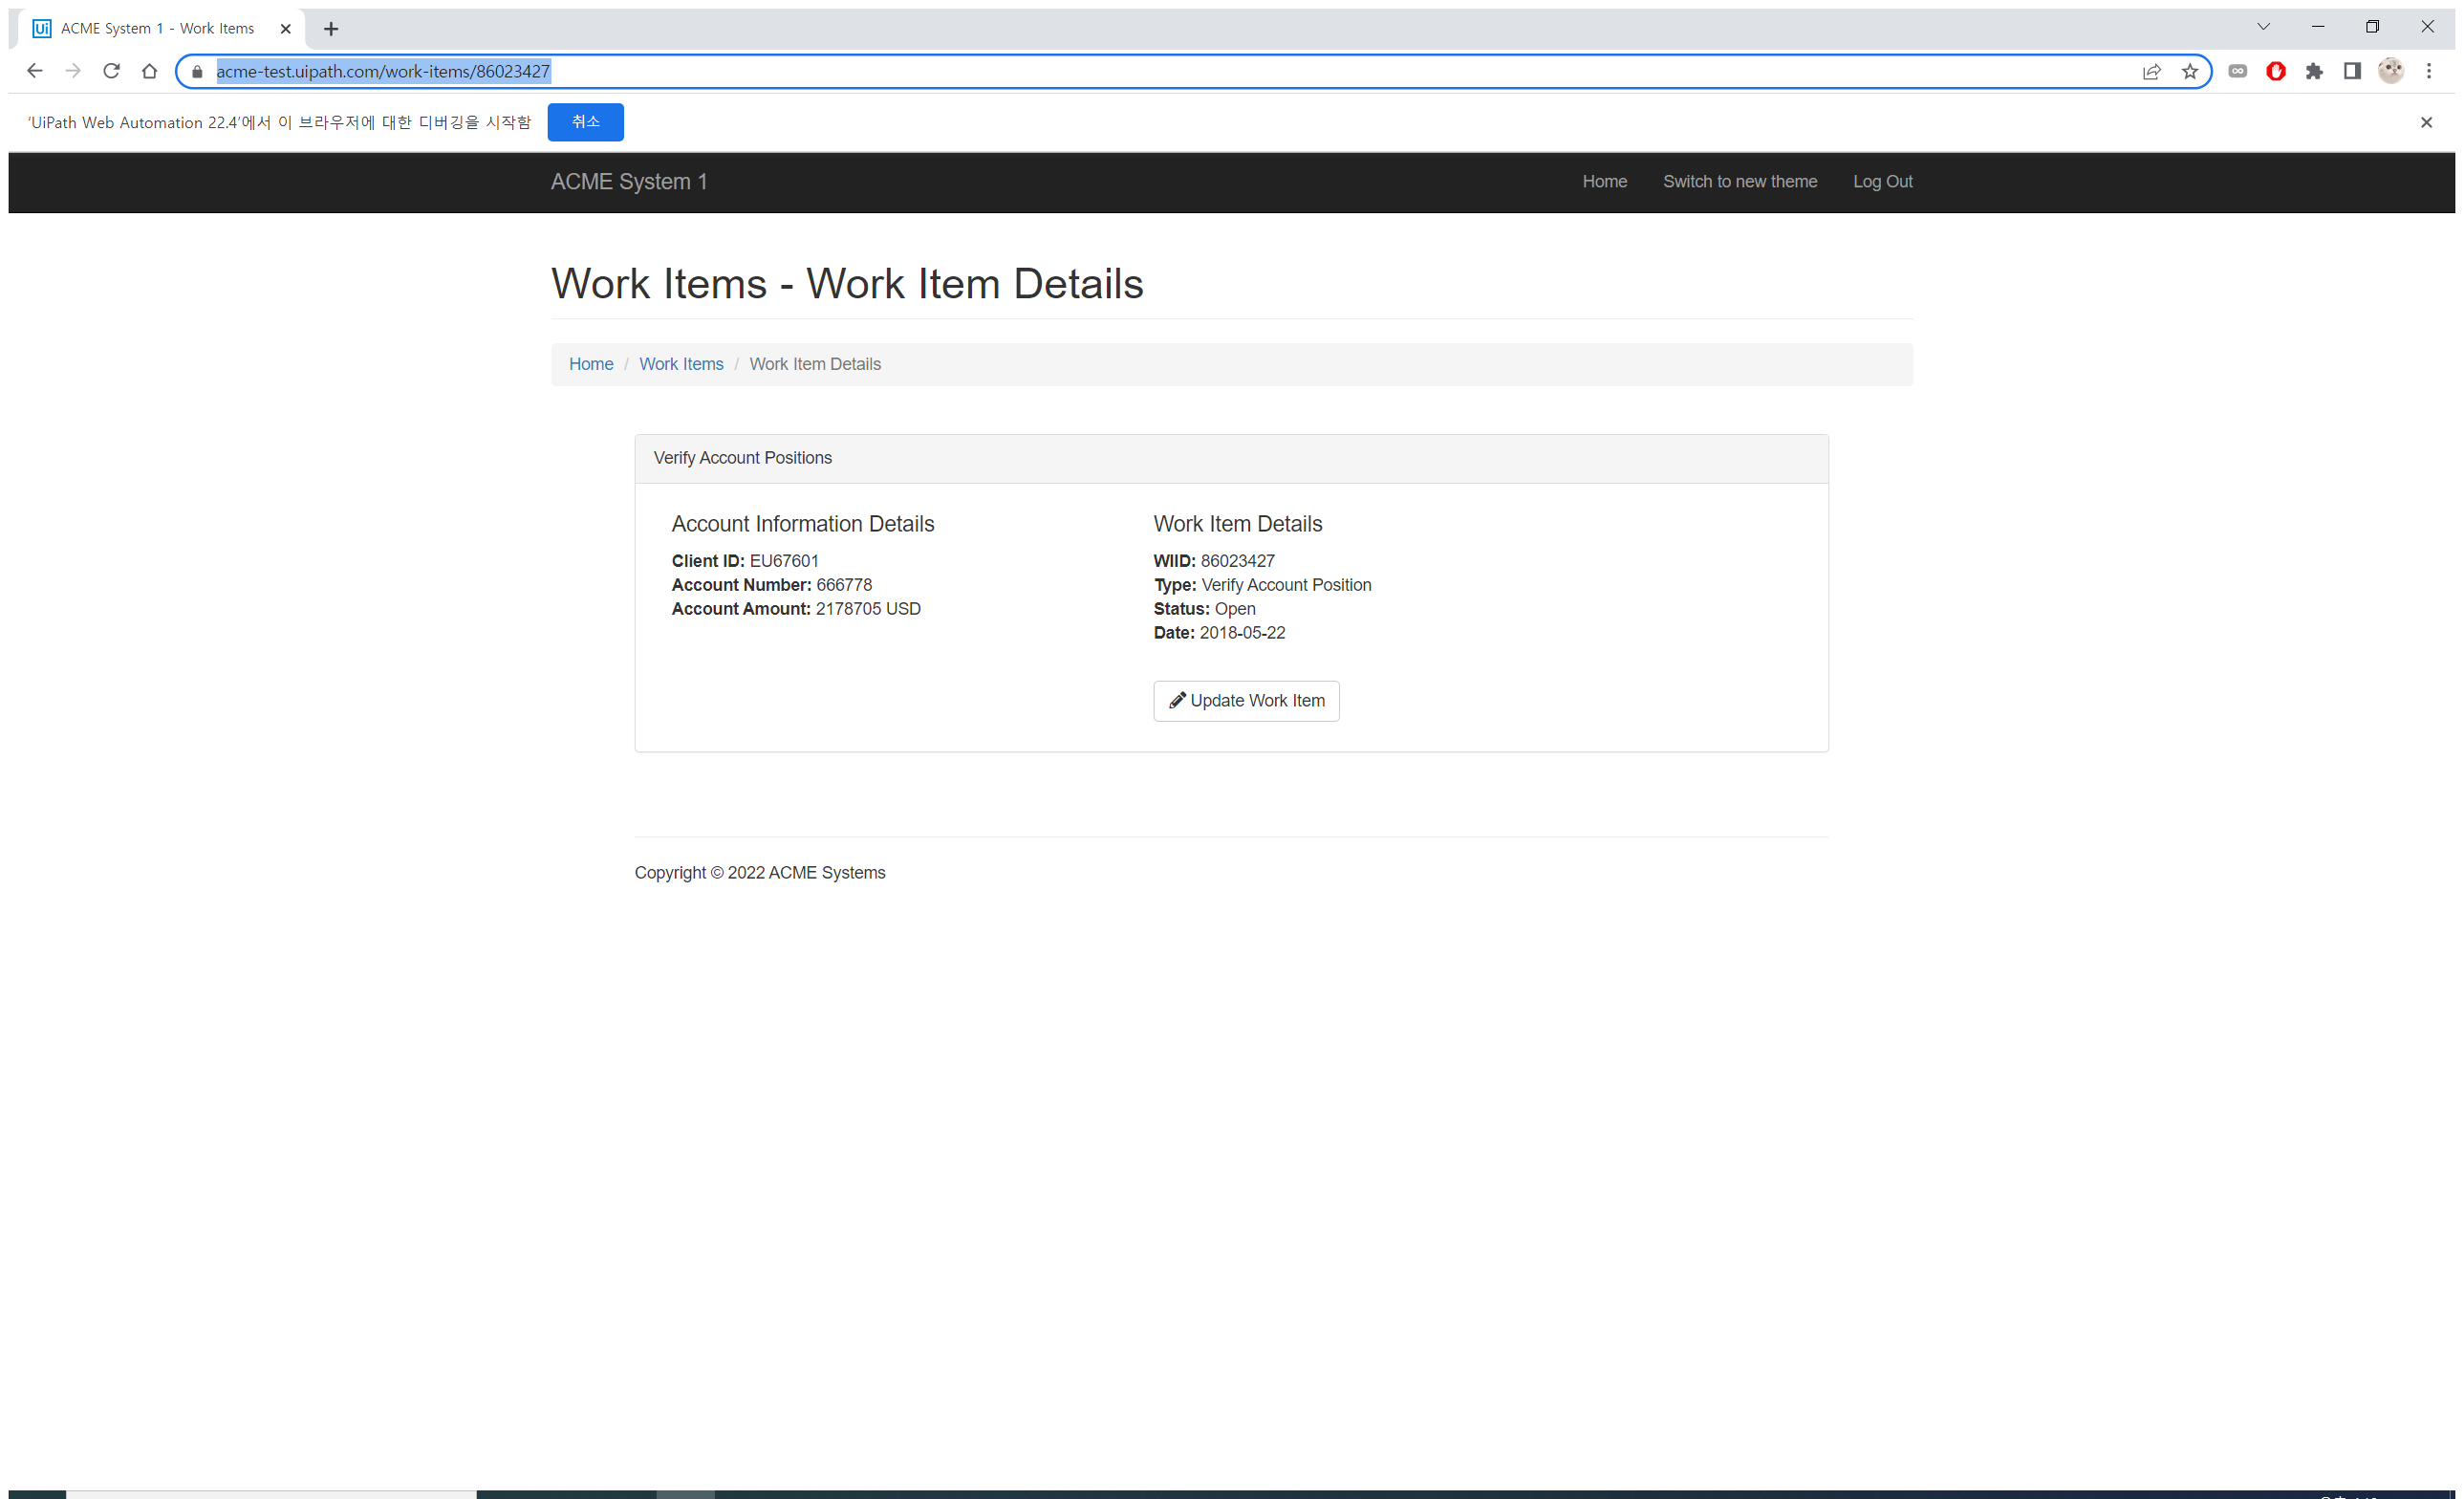 ACME System 1 - Work Items
acme-test.uipath.com/work-items/86023427
'UiPath Web Automation 22.4'에서 이 브라우저에 대한 디버깅을 시작함 취소
ACME System 1 Home Switch to new theme Log Out
Work Items - Work Item Details
Home / Work Items / Work Item Details
Verify Account Positions
Account Information Details
Client ID: EU67601
Account Number: 666778
Account Amount: 2178705 USD
Work Item Details
WIID: 86023427
Type: Verify Account Position
Status: Open
Date: 2018-05-22
Update Work Item
Copyright © 2022 ACME Systems